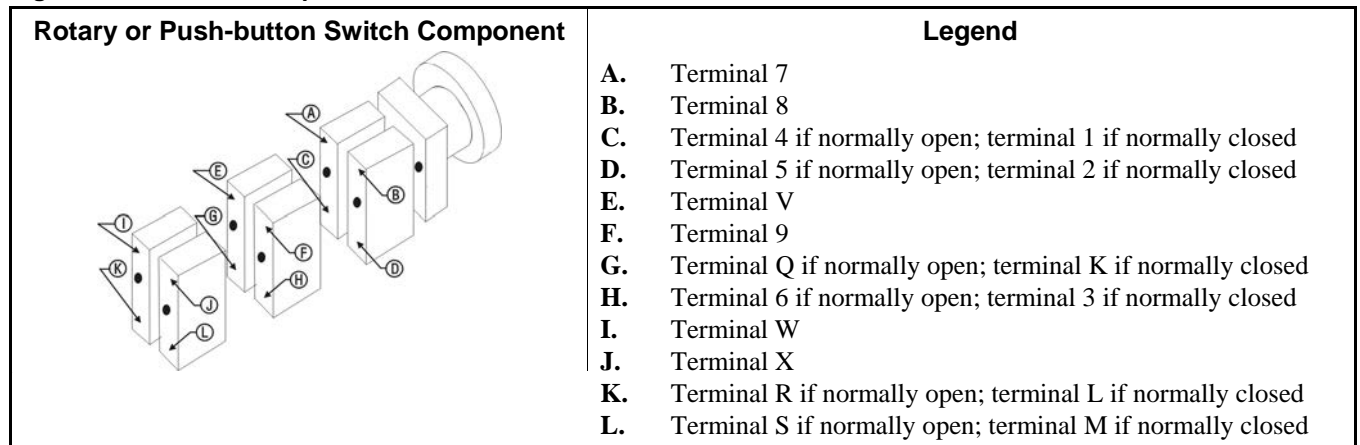 Rotary or Push-button Switch Component
A
C
B
E
G
D
I
F
K
H
J
L
Legend
A. Terminal 7
B. Terminal 8
C. Terminal 4 if normally open; terminal 1 if normally closed
D. Terminal 5 if normally open; terminal 2 if normally closed
E. Terminal V
F. Terminal 9
G. Terminal Q if normally open; terminal K if normally closed
H. Terminal 6 if normally open; terminal 3 if normally closed
I. Terminal W
J. Terminal X
K. Terminal R if normally open; terminal L if normally closed
L. Terminal S if normally open; terminal M if normally closed